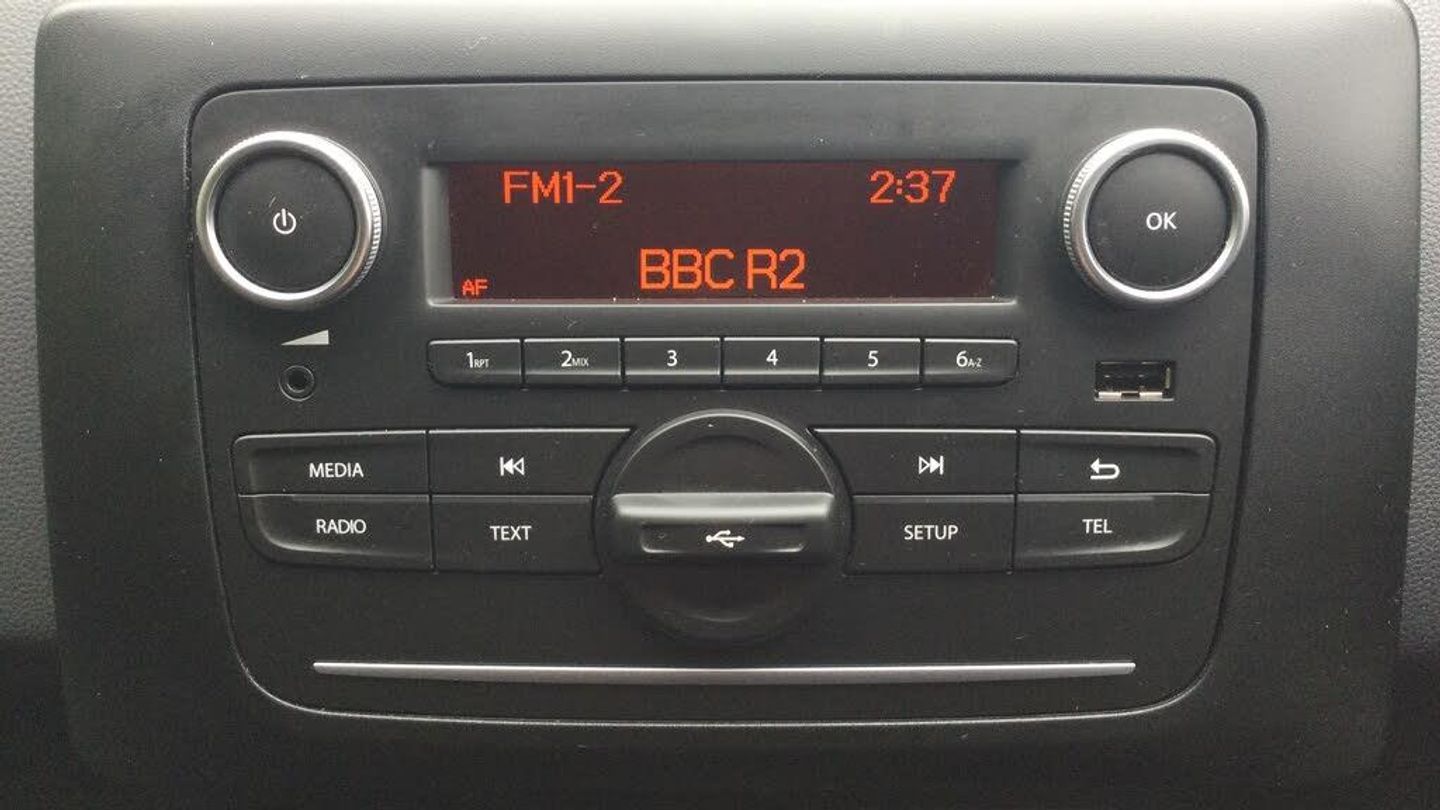 FM1-2 2:37
BBC R2
AF
OK
1RPT 2MIX 3 4 5 6A-Z
MEDIA
RADIO TEXT SETUP TEL